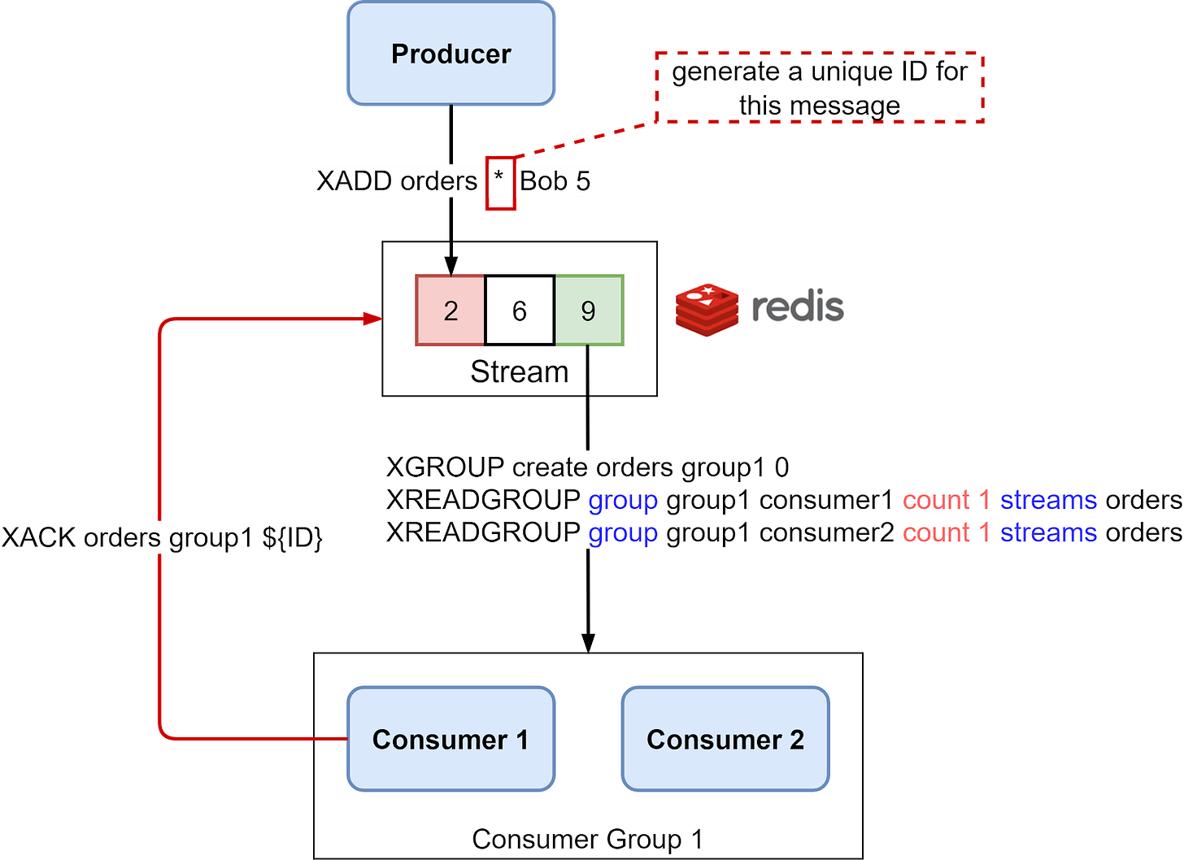 Producer
generate a unique ID for
this message
XADD orders * Bob 5
2 6 9
redis
Stream
XGROUP create orders group1 0
XREADGROUP group group1 consumer1 count 1 streams orders
XREADGROUP group group1 consumer2 count 1 streams orders
XACK orders group1 ${ID}
Consumer 1
Consumer 2
Consumer Group 1